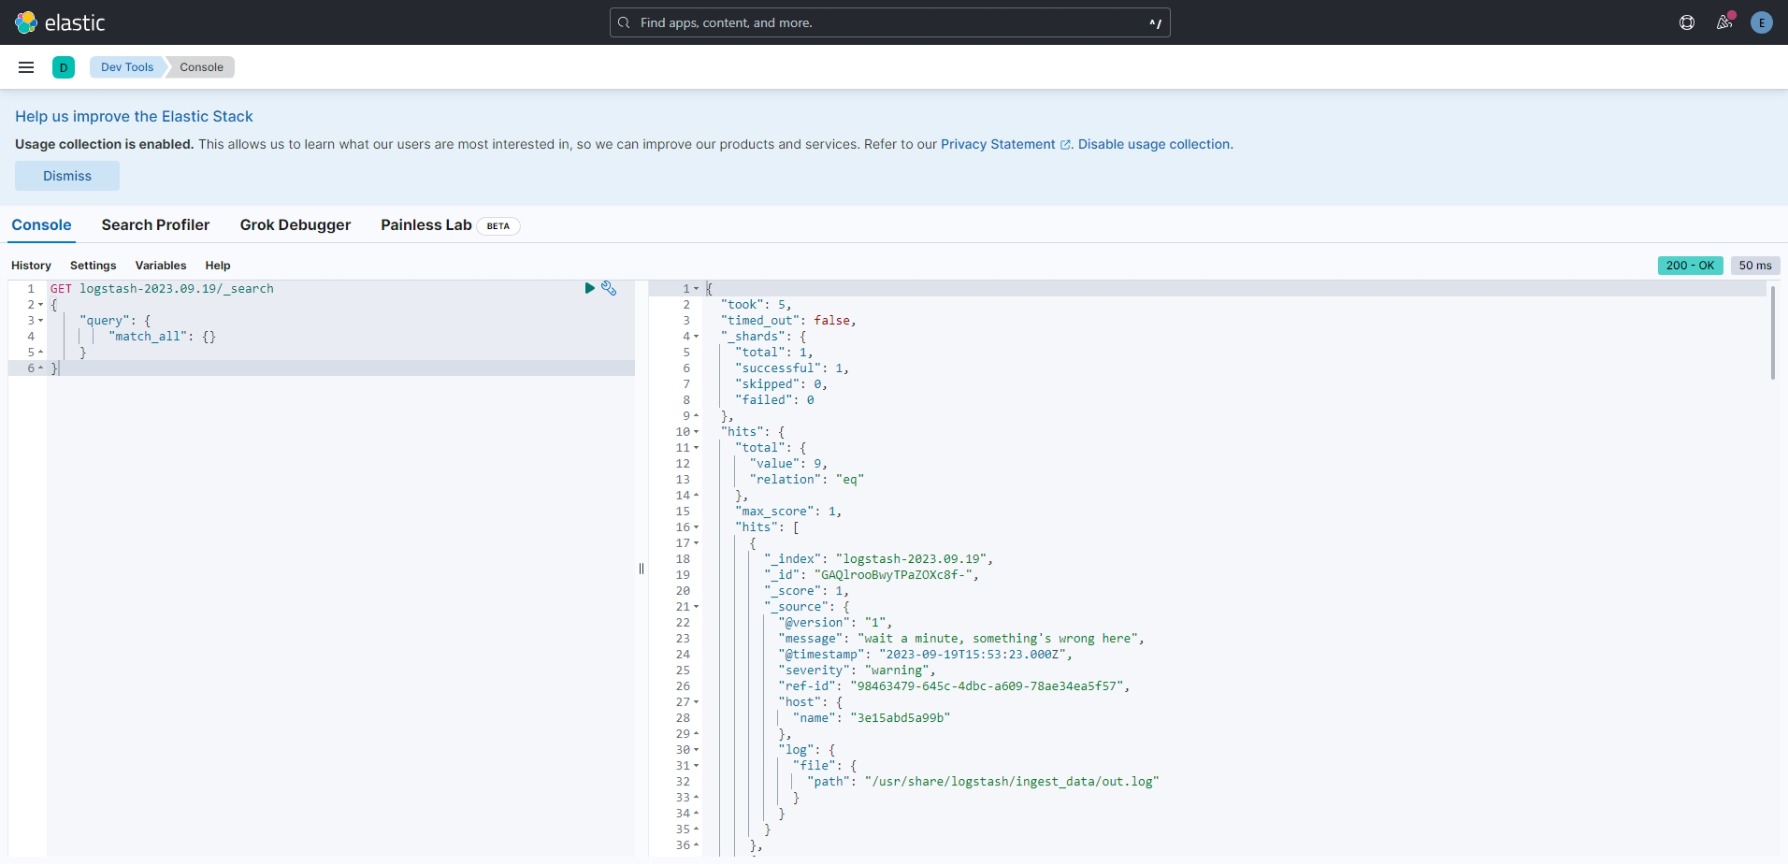 elastic
Find apps, content, and more.
^/
E
D
Dev Tools
Console
Help us improve the Elastic Stack
Usage collection is enabled. This allows us to learn what our users are most interested in, so we can improve our products and services. Refer to our Privacy Statement. Disable usage collection.
Dismiss
Console
Search Profiler
Grok Debugger
Painless Lab
BETA
History
Settings
Variables
Help
200 - OK
50 ms
1 GET logstash-2023.09.19/_search
2 {
3 "query": {
4 "match_all": {}
5 }
6 }
1 {
2 "took": 5,
3 "timed_out": false,
4 "_shards": {
5 "total": 1,
6 "successful": 1,
7 "skipped": 0,
8 "failed": 0
9 },
10 "hits": {
11 "total": {
12 "value": 9,
13 "relation": "eq"
14 },
15 "max_score": 1,
16 "hits": [
17 {
18 "_index": "logstash-2023.09.19",
19 "_id": "GAQlrooBwyTPaZOXc8f-",
20 "_score": 1,
21 "_source": {
22 "@version": "1",
23 "message": "wait a minute, something's wrong here",
24 "@timestamp": "2023-09-19T15:53:23.000Z",
25 "severity": "warning",
26 "ref-id": "98463479-645c-4dbc-a609-78ae34ea5f57",
27 "host": {
28 "name": "3e15abd5a99b"
29 },
30 "log": {
31 "file": {
32 "path": "/usr/share/logstash/ingest_data/out.log"
33 }
34 }
35 }
36 },